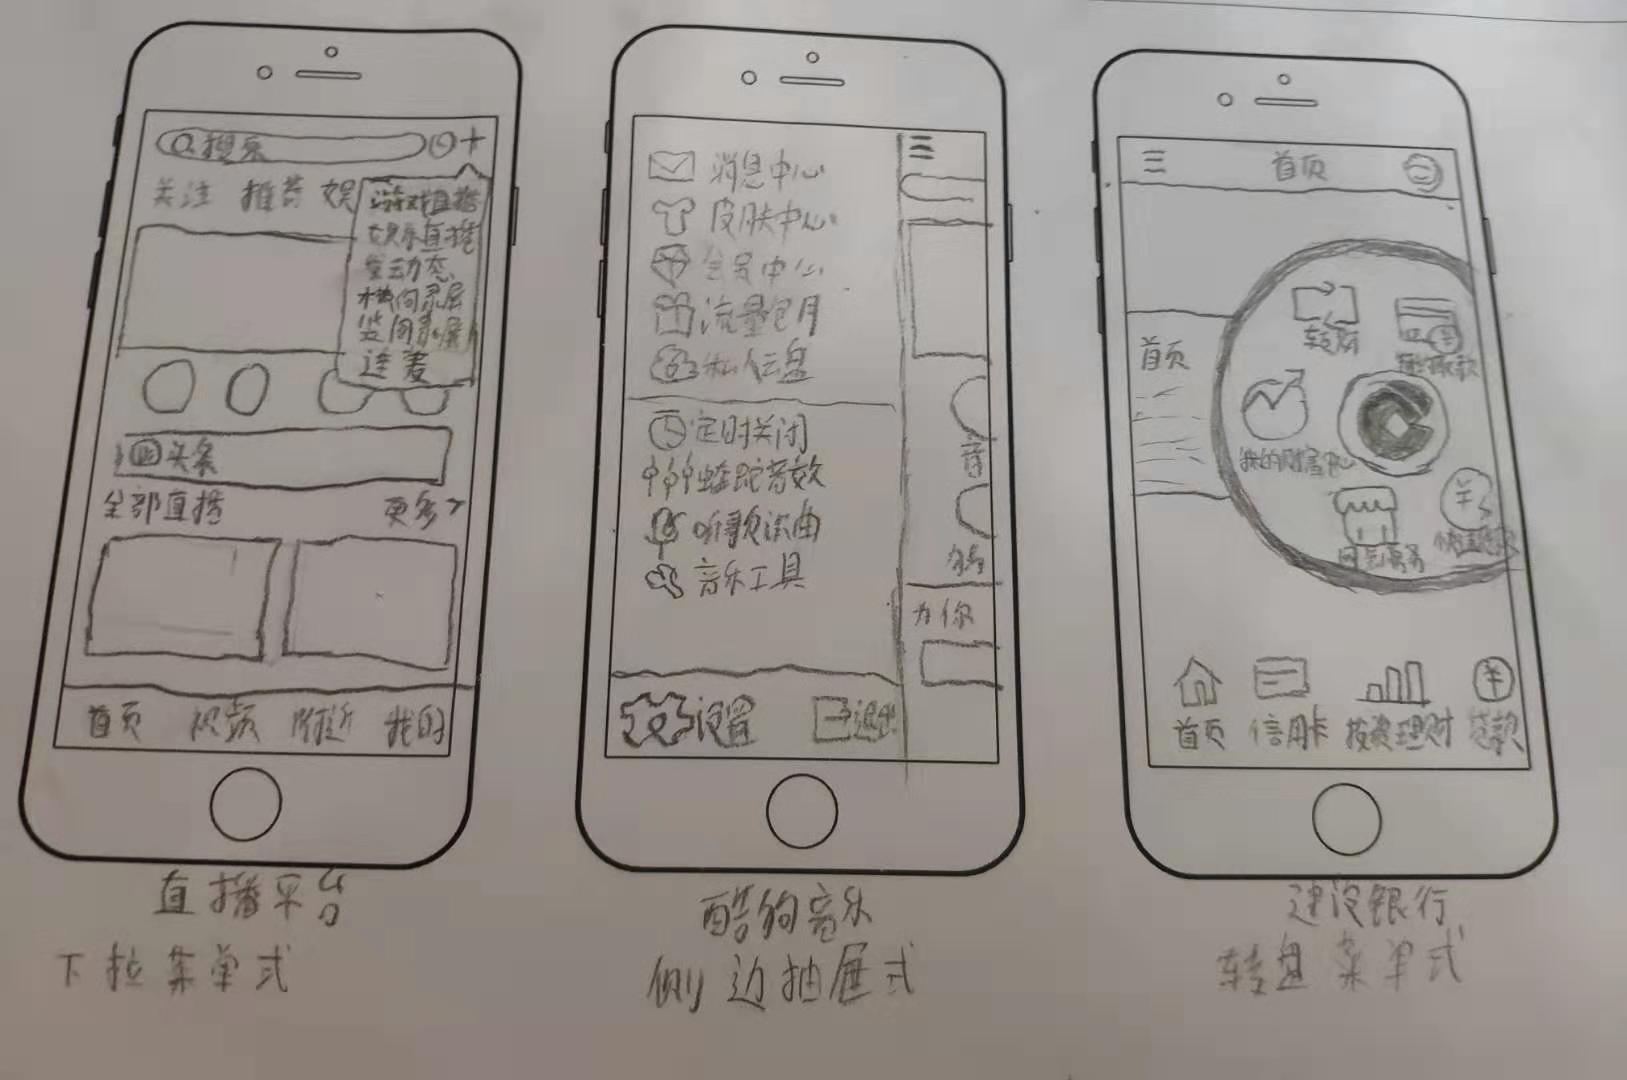 搜索
关注 推荐 娱
游戏直播
娱乐直播
发动态
横向录屏
竖向录屏
连麦
头条
全部直播 更多>
首页 视频 附近 我的
直播平台
下拉菜单式
消息中心
皮肤中心
会员中心
流量包月
私人云盘
定时关闭
蝰蛇音效
听歌识曲
音乐工具
设置 退出
为你
酷狗音乐
侧边抽屉式
首页
首页
转账
我的财富中心
首页 信用卡 投资理财 贷款
建设银行
转盘菜单式